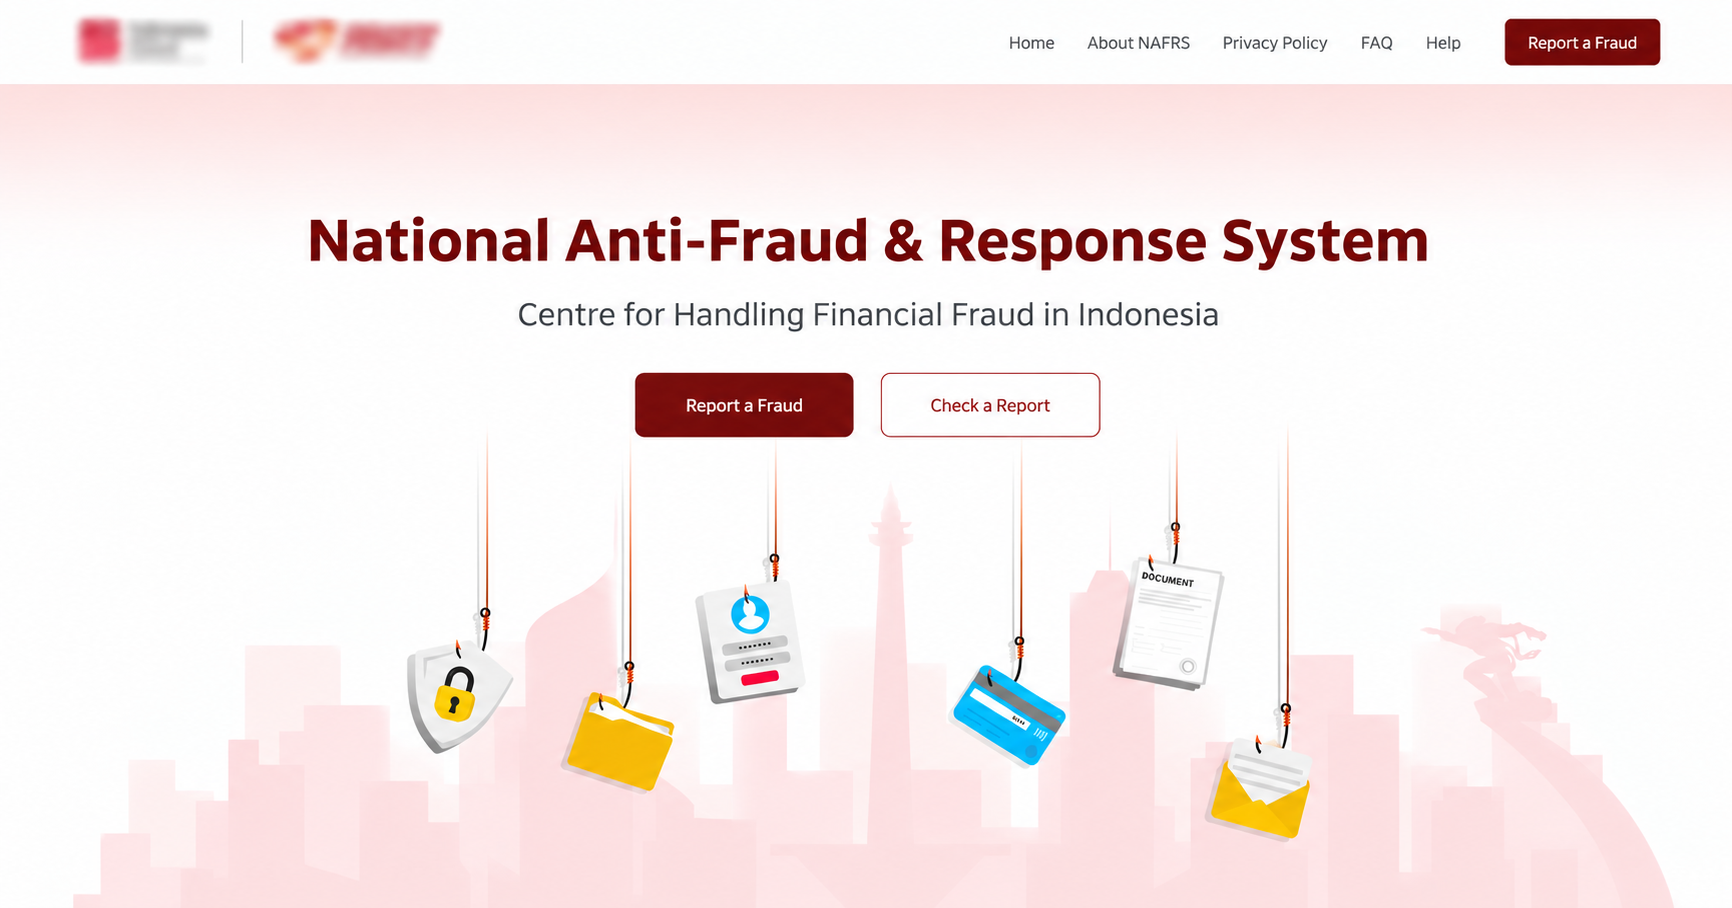 Home
About NAFRS
Privacy Policy
FAQ
Help
Report a Fraud
National Anti-Fraud & Response System
Centre for Handling Financial Fraud in Indonesia
Report a Fraud
Check a Report
DOCUMENT